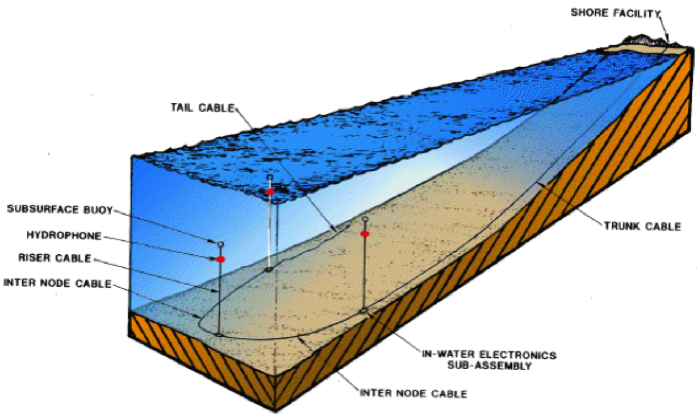 SHORE FACILITY
TAIL CABLE
SUBSURFACE BUOY
HYDROPHONE
RISER CABLE
INTER NODE CABLE
TRUNK CABLE
IN-WATER ELECTRONICS
SUB-ASSEMBLY
INTER NODE CABLE